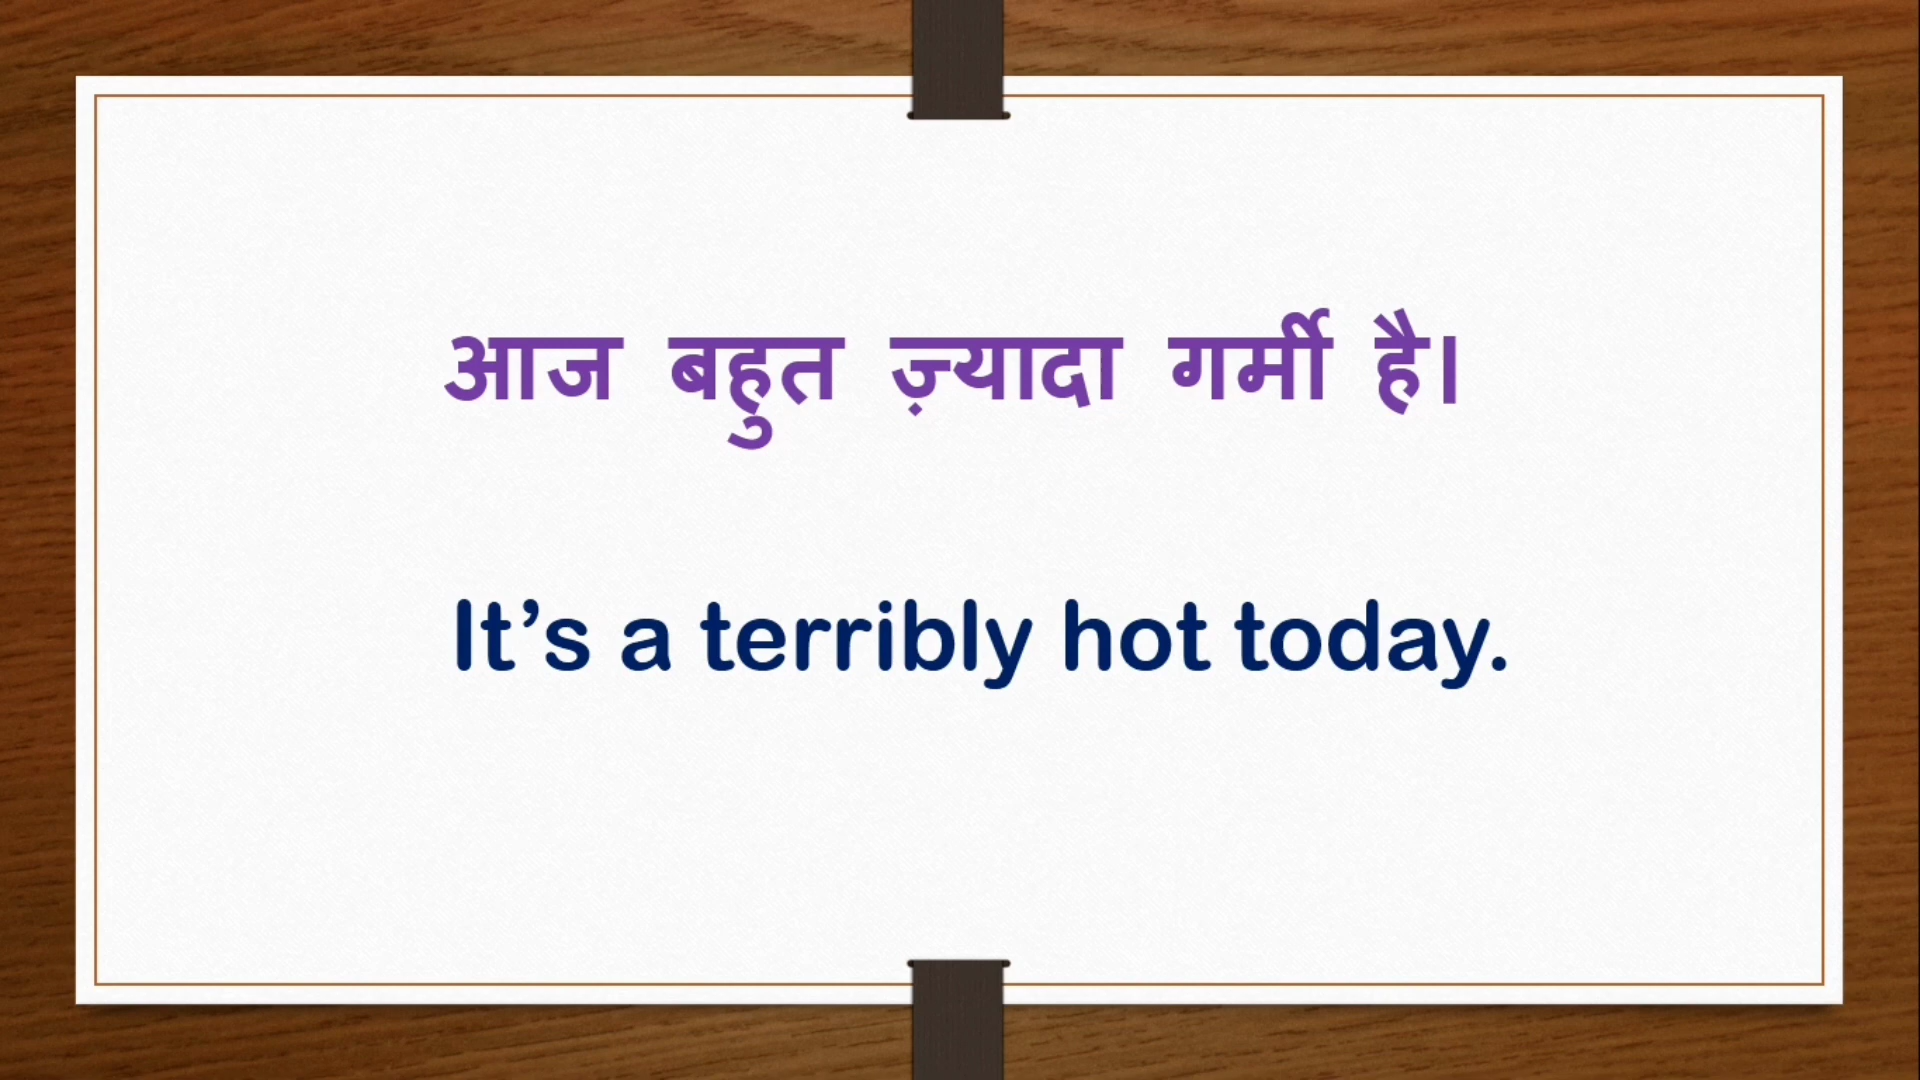 आज बहुत ज़्यादा गर्मी है।
It’s a terribly hot today.